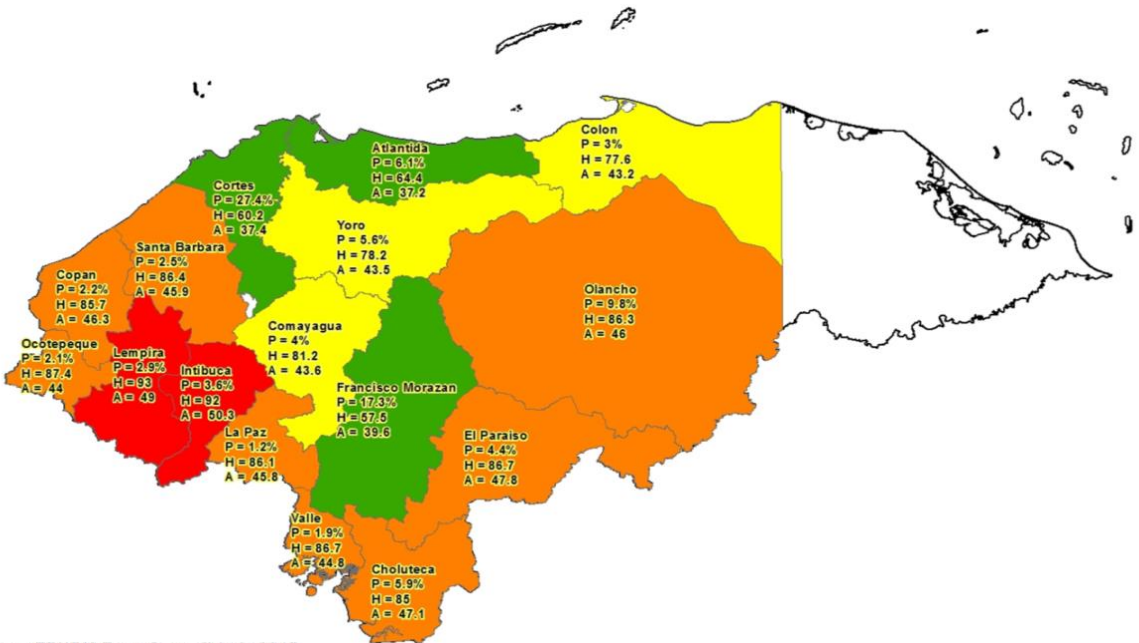 Colon
P = 3%
H = 77.6
A = 43.2
Atlantida
P = 6.1%
H = 64.4
A = 37.2
Cortes
P = 27.4%
H = 60.2
A = 37.4
Yoro
P = 5.6%
H = 78.2
A = 43.5
Santa Barbara
P = 2.5%
H = 86.4
A = 45.9
Copan
P = 2.2%
H = 85.7
A = 46.3
Olancho
P = 9.8%
H = 86.3
A = 46
Comayagua
P = 4%
H = 81.2
A = 43.6
Ocotepeque
P = 2.1%
H = 87.4
A = 44
Lempira
P = 2.9%
H = 93
A = 49
Intibuca
P = 3.6%
H = 92
A = 50.3
Francisco Morazan
P = 17.3%
H = 57.5
A = 39.6
La Paz
P = 1.2%
H = 86.1
A = 45.8
El Paraiso
P = 4.4%
H = 86.7
A = 47.8
Valle
P = 1.9%
H = 86.7
A = 44.8
Choluteca
P = 5.9%
H = 85
A = 47.1